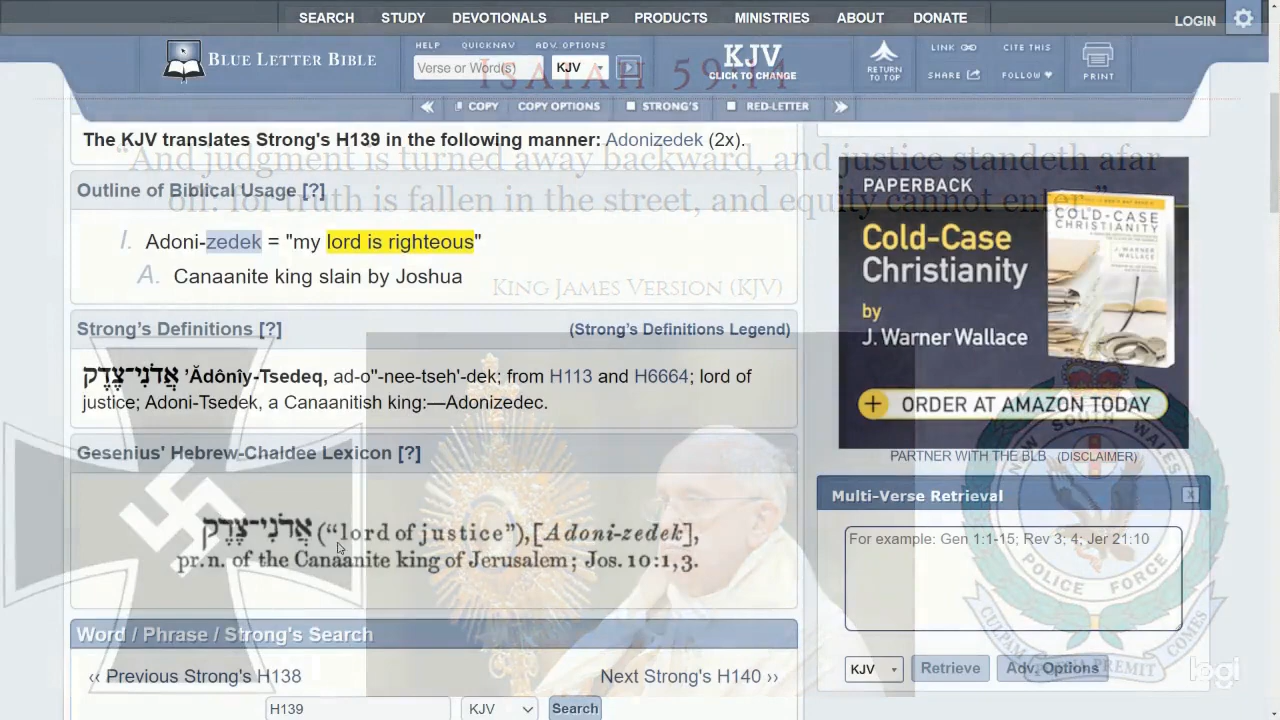 SEARCH STUDY DEVOTIONALS HELP PRODUCTS MINISTRIES ABOUT DONATE
LOGIN
BLUE LETTER BIBLE
HELP QUICKNAV ADV. OPTIONS
Verse or Word(s) KJV
KJV
CLICK TO CHANGE
RETURN
TO TOP
LINK CITE THIS
SHARE FOLLOW
PRINT
Isaiah 59:14
COPY COPY OPTIONS STRONG'S RED-LETTER
The KJV translates Strong's H139 in the following manner: Adonizedek (2x).
“And judgment is turned away backward, and justice standeth afar
off: for truth is fallen in the street, and equity cannot enter.”
King James Version (KJV)
Outline of Biblical Usage [?]
I. Adoni-zedek = "my lord is righteous"
A. Canaanite king slain by Joshua
Strong’s Definitions [?] (Strong’s Definitions Legend)
אֲדֹנִי־צֶדֶק ʼĂdônîy-Tsedeq, ad-o''-nee-tseh'-dek; from H113 and H6664; lord of
justice; Adoni-Tsedek, a Canaanitish king:—Adonizedec.
Gesenius' Hebrew-Chaldee Lexicon [?]
אֲדֹנִי־צֶדֶק (“lord of justice”), [Adoni-zedek],
pr.n. of the Canaanite king of Jerusalem; Jos. 10:1, 3.
Word / Phrase / Strong's Search
‹‹ Previous Strong's H138 Next Strong's H140 ››
H139 KJV Search
PAPERBACK
Cold-Case
Christianity
by
J. Warner Wallace
COLD-CASE
CHRISTIANITY
J. WARNER
WALLACE
+ ORDER AT AMAZON TODAY
PARTNER WITH THE BLB (DISCLAIMER)
Multi-Verse Retrieval X
For example: Gen 1:1-15; Rev 3; 4; Jer 21:10
KJV Retrieve Adv. Options
SOUTH WALES
POLICE FORCE
CULPAM PREMIT COMES
logi